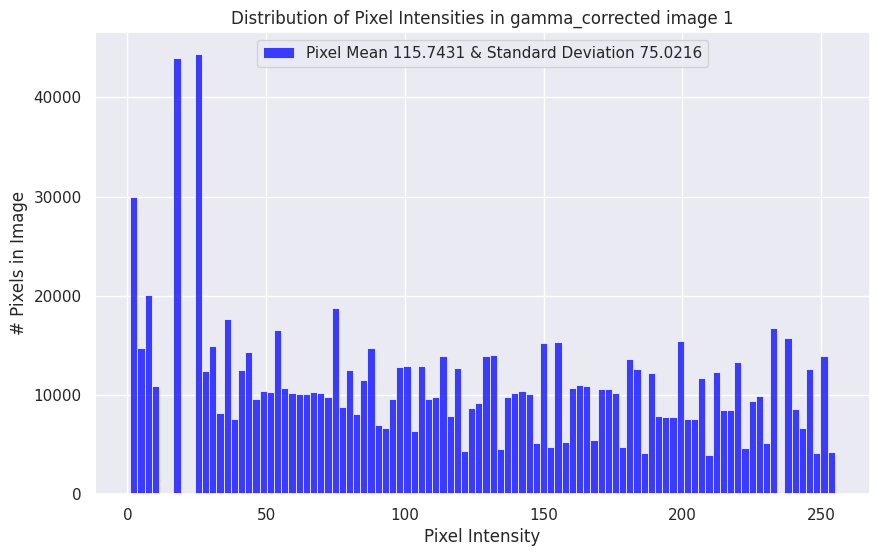 Distribution of Pixel Intensities in gamma_corrected image 1
Pixel Mean 115.7431 & Standard Deviation 75.0216
# Pixels in Image
40000
30000
20000
10000
0
0 50 100 150 200 250
Pixel Intensity